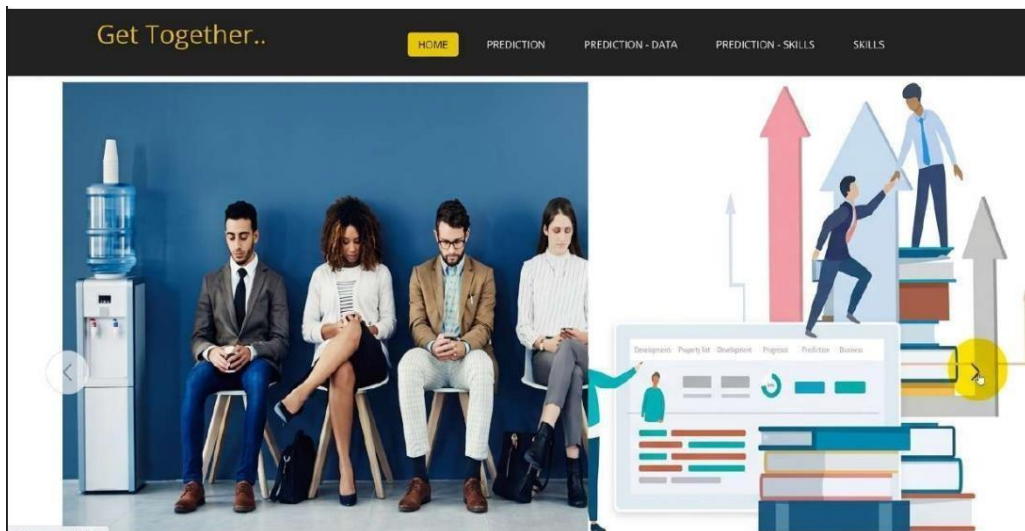 Get Together..
HOME PREDICTION PREDICTION - DATA PREDICTION - SKILLS SKILLS
Development Property list Development Progress Prediction Business